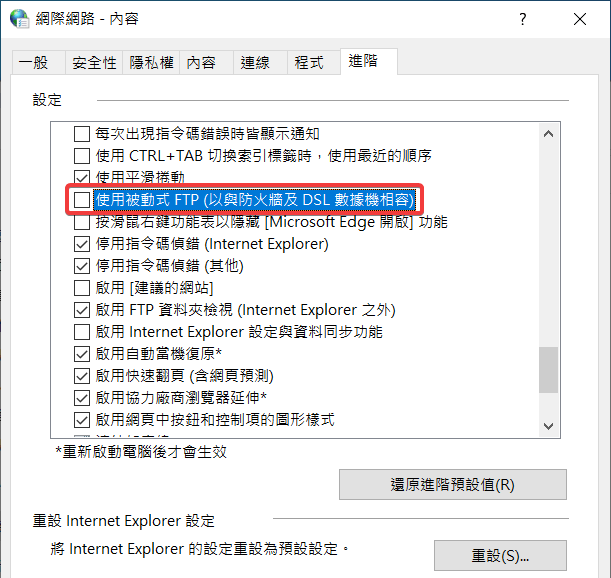 網際網路 - 內容
一般 安全性 隱私權 內容 連線 程式 進階
設定
每次出現指令碼錯誤時皆顯示通知
使用 CTRL+TAB 切換索引標籤時，使用最近的順序
使用平滑捲動
使用被動式 FTP (以與防火牆及 DSL 數據機相容)
按滑鼠右鍵功能表以隱藏 [Microsoft Edge 開啟] 功能
停用指令碼偵錯 (Internet Explorer)
停用指令碼偵錯 (其他)
啟用 [建議的網站]
啟用 FTP 資料夾檢視 (Internet Explorer 之外)
啟用 Internet Explorer 設定與資料同步功能
啟用自動當機復原*
啟用快速翻頁 (含網頁預測)
啟用協力廠商瀏覽器延伸*
啟用網頁中按鈕和控制項的圖形樣式
*重新啟動電腦後才會生效
還原進階預設值(R)
重設 Internet Explorer 設定
將 Internet Explorer 的設定重設為預設設定。
重設(S)...